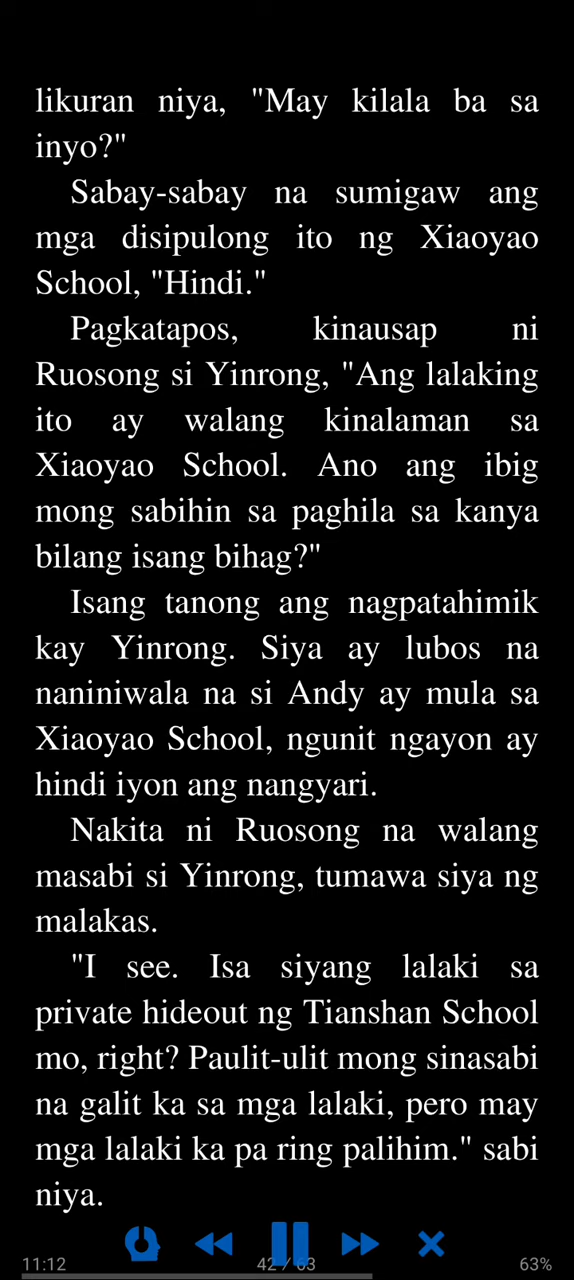 likuran niya, "May kilala ba sa
inyo?"
Sabay-sabay na sumigaw ang
mga disipulong ito ng Xiaoyao
School, "Hindi."
Pagkatapos, kinausap ni
Ruosong si Yinrong, "Ang lalaking
ito ay walang kinalaman sa
Xiaoyao School. Ano ang ibig
mong sabihin sa paghila sa kanya
bilang isang bihag?"
Isang tanong ang nagpatahimik
kay Yinrong. Siya ay lubos na
naniniwala na si Andy ay mula sa
Xiaoyao School, ngunit ngayon ay
hindi iyon ang nangyari.
Nakita ni Ruosong na walang
masabi si Yinrong, tumawa siya ng
malakas.
"I see. Isa siyang lalaki sa
private hideout ng Tianshan School
mo, right? Paulit-ulit mong sinasabi
na galit ka sa mga lalaki, pero may
mga lalaki ka pa ring palihim." sabi
niya.
11:12 42 / 63 63%